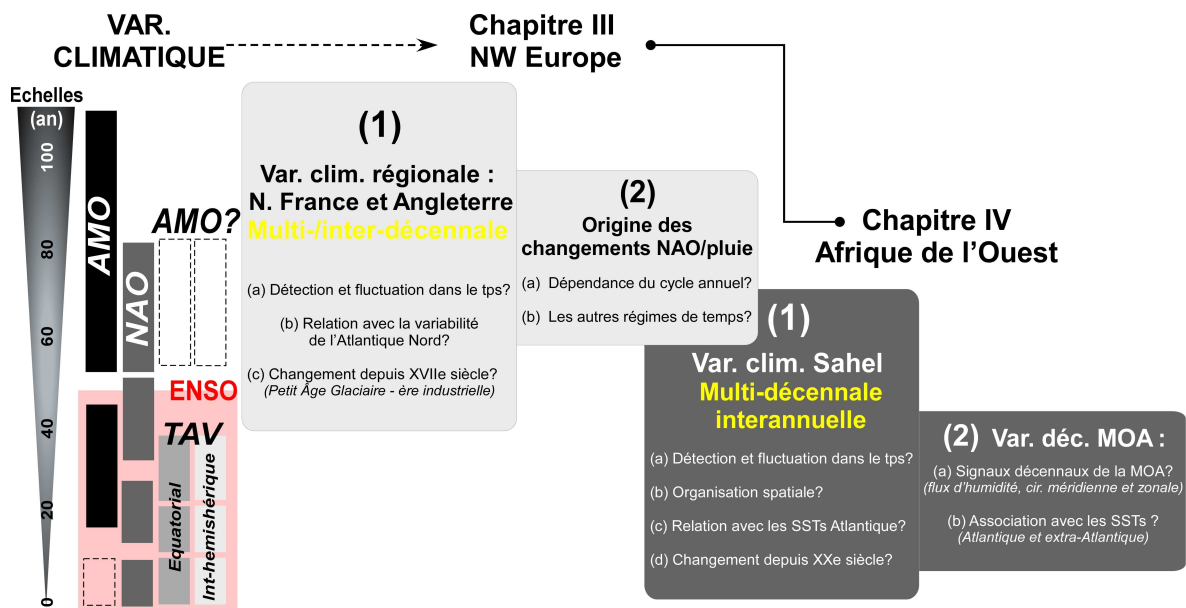 VAR.
CLIMATIQUE
Chapitre III
NW Europe
Echelles
(an)
100
80
60
40
20
0
AMO
NAO
AMO?
ENSO
TAV
Equatorial
Int-hemishérique
(1)
Var. clim. régionale :
N. France et Angleterre
Multi-/inter-décennale
(a) Détection et fluctuation dans le tps?
(b) Relation avec la variabilité
de l’Atlantique Nord?
(c) Changement depuis XVIIe siècle?
(Petit Âge Glaciaire - ère industrielle)
(2)
Origine des
changements NAO/pluie
(a) Dépendance du cycle annuel?
(b) Les autres régimes de temps?
Chapitre IV
Afrique de l’Ouest
(1)
Var. clim. Sahel
Multi-décennale
interannuelle
(a) Détection et fluctuation dans le tps?
(b) Organisation spatiale?
(c) Relation avec les SSTs Atlantique?
(d) Changement depuis XXe siècle?
(2) Var. déc. MOA :
(a) Signaux décennaux de la MOA?
(flux d’humidité, cir. méridienne et zonale)
(b) Association avec les SSTs ?
(Atlantique et extra-Atlantique)